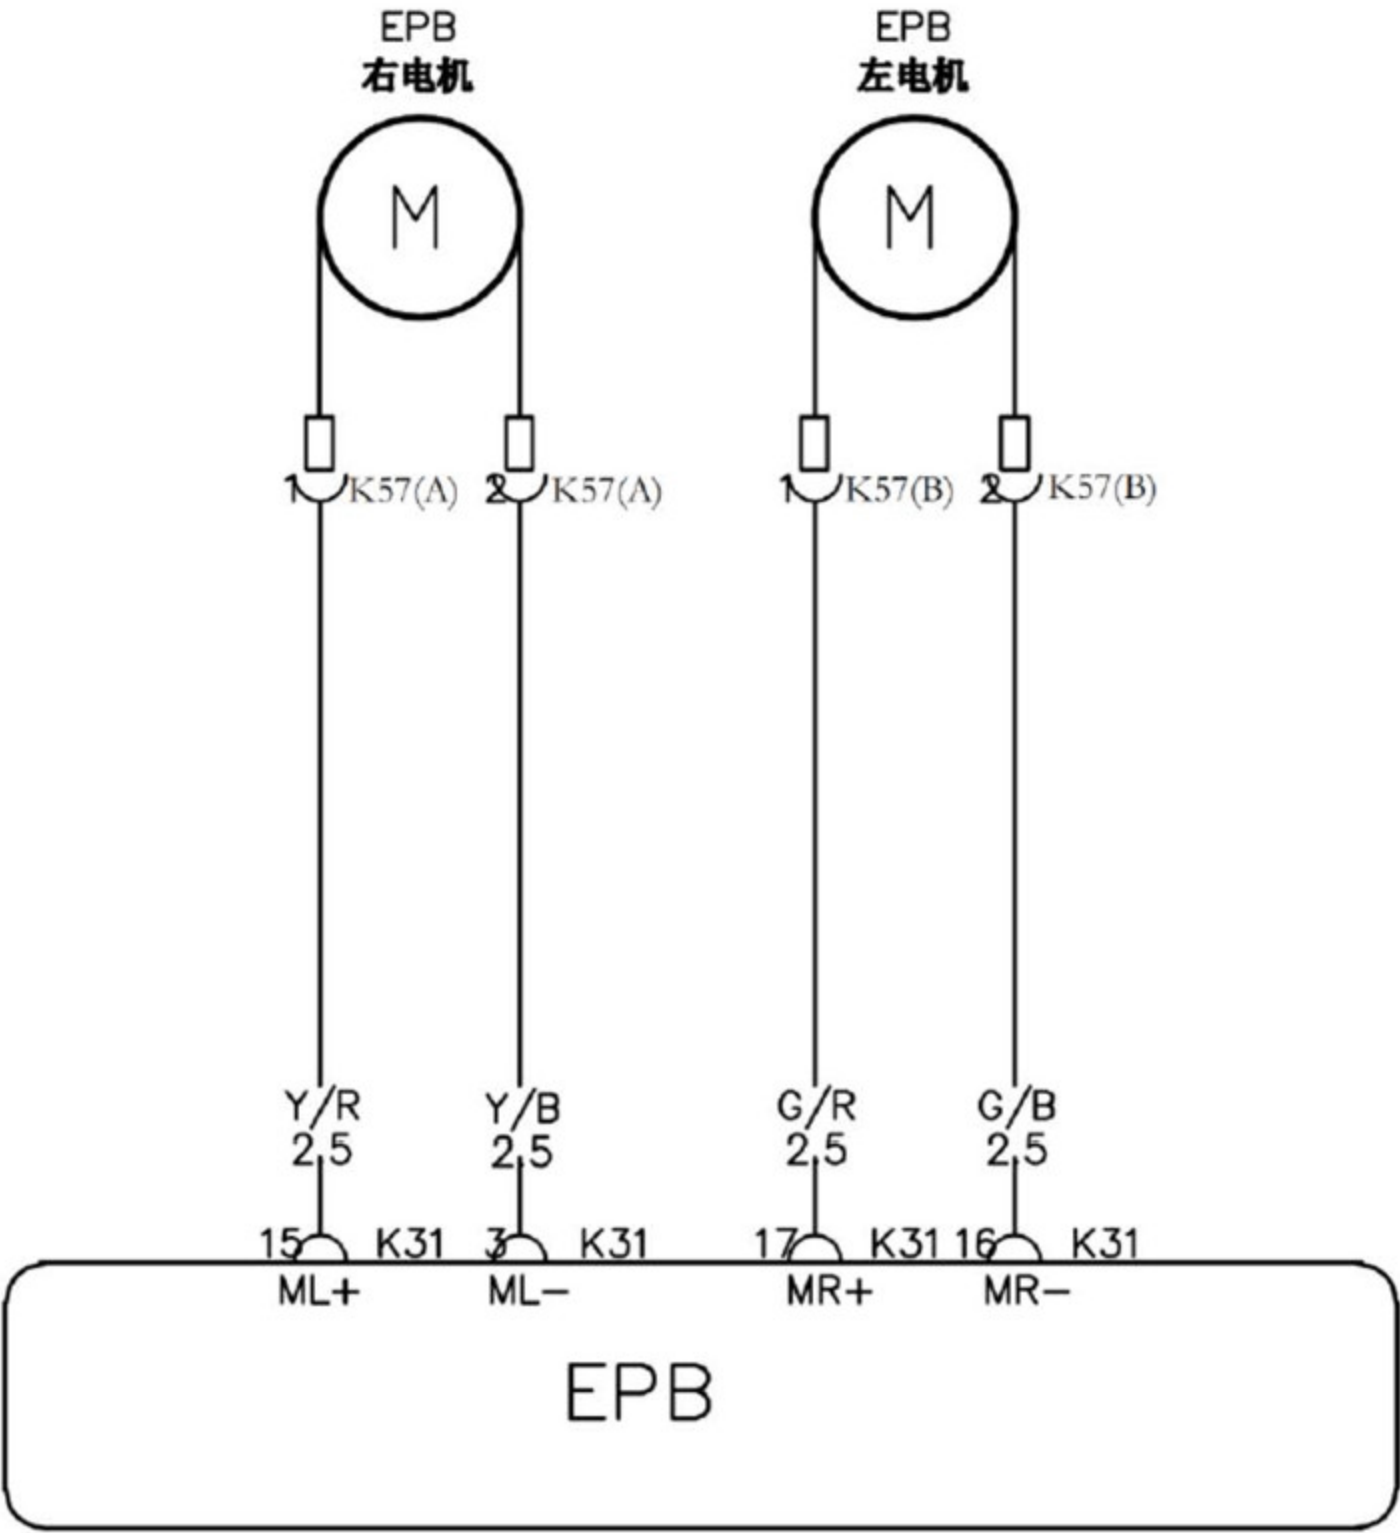 EPB
右电机
EPB
左电机
M
M
1 K57(A)
2 K57(A)
1 K57(B)
2 K57(B)
Y/R
2.5
Y/B
2.5
G/R
2.5
G/B
2.5
15 K31
3 K31
17 K31
16 K31
ML+
ML-
MR+
MR-
EPB